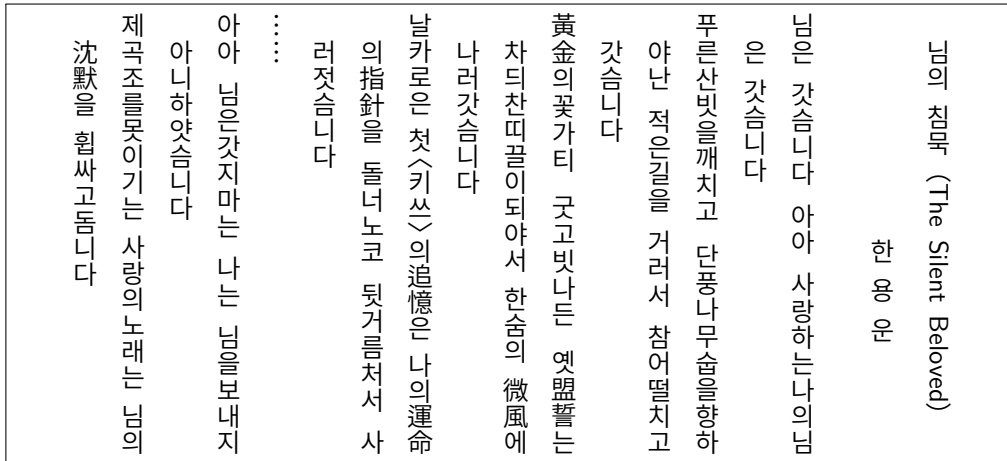 님의 침묵 (The Silent Beloved)
한 용 운
님은 갓슴니다 아아 사랑하는나의님
은 갓슴니다
푸른산빗을깨치고 단풍나무숩을향하
야난 적은길을 거러서 참어떨치고
갓슴니다
黃金의꽃가티 굿고빗나든 옛盟誓는
차듸찬띠끌이되야서 한숨의 微風에
나러갓슴니다
날카로은 첫〈키쓰〉의追憶은 나의運命
의指針을 돌너노코 뒷거름처서 사
러젓슴니다
……
아아 님은갓지마는 나는 님을보내지
아니하얏슴니다
제곡조를못이기는 사랑의노래는 님의
沈默을 휩싸고돔니다